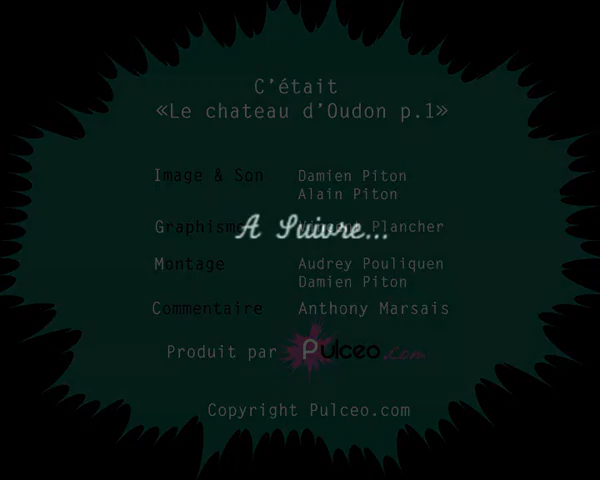 C'était
«Le chateau d'Oudon p.1»
Image & Son Damien Piton
Alain Piton
Graphisme Plancher
A Suivre...
Montage Audrey Pouliquen
Damien Piton
Commentaire Anthony Marsais
Produit par Pulceo.com
Copyright Pulceo.com